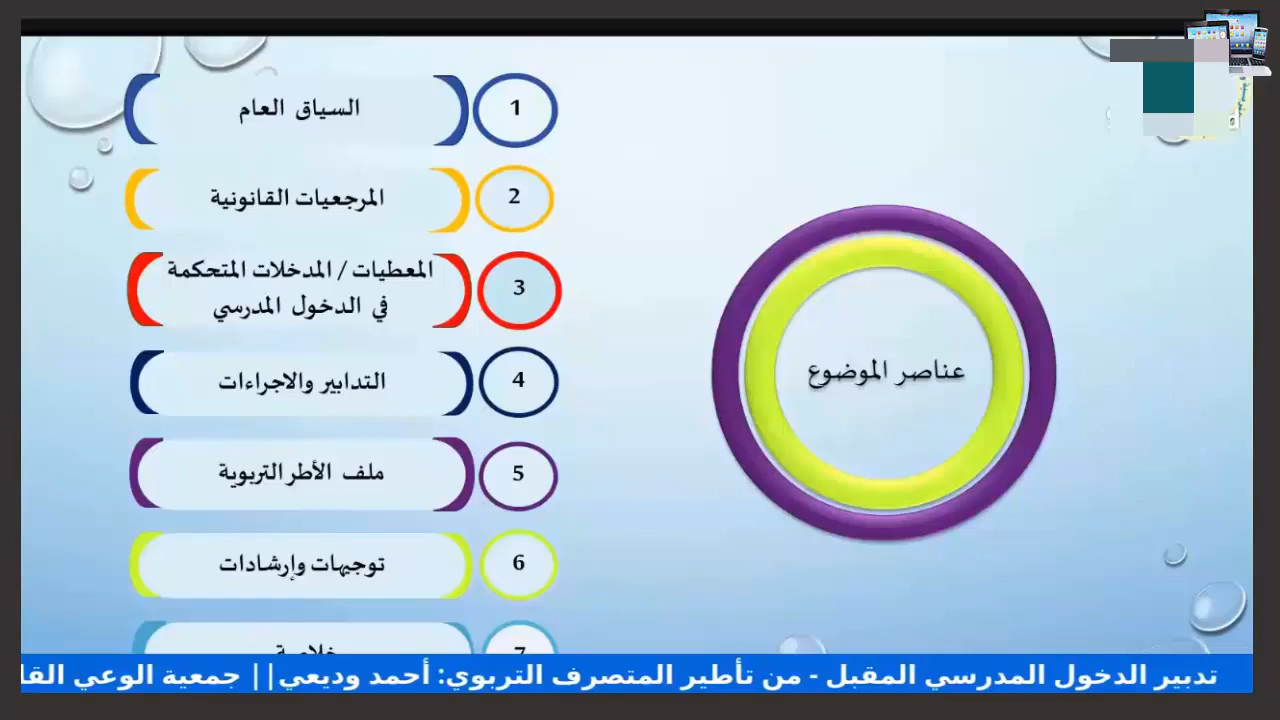 عناصر الموضوع
1
السياق العام
2
المرجعيات القانونية
3
المعطيات / المدخلات المتحكمة
في الدخول المدرسي
4
التدابير والاجراءات
5
ملف الأطر التربوية
6
توجيهات وإرشادات
7
خلاصة
تدبير الدخول المدرسي المقبل - من تأطير المتصرف التربوي: أحمد وديعي|| جمعية الوعي